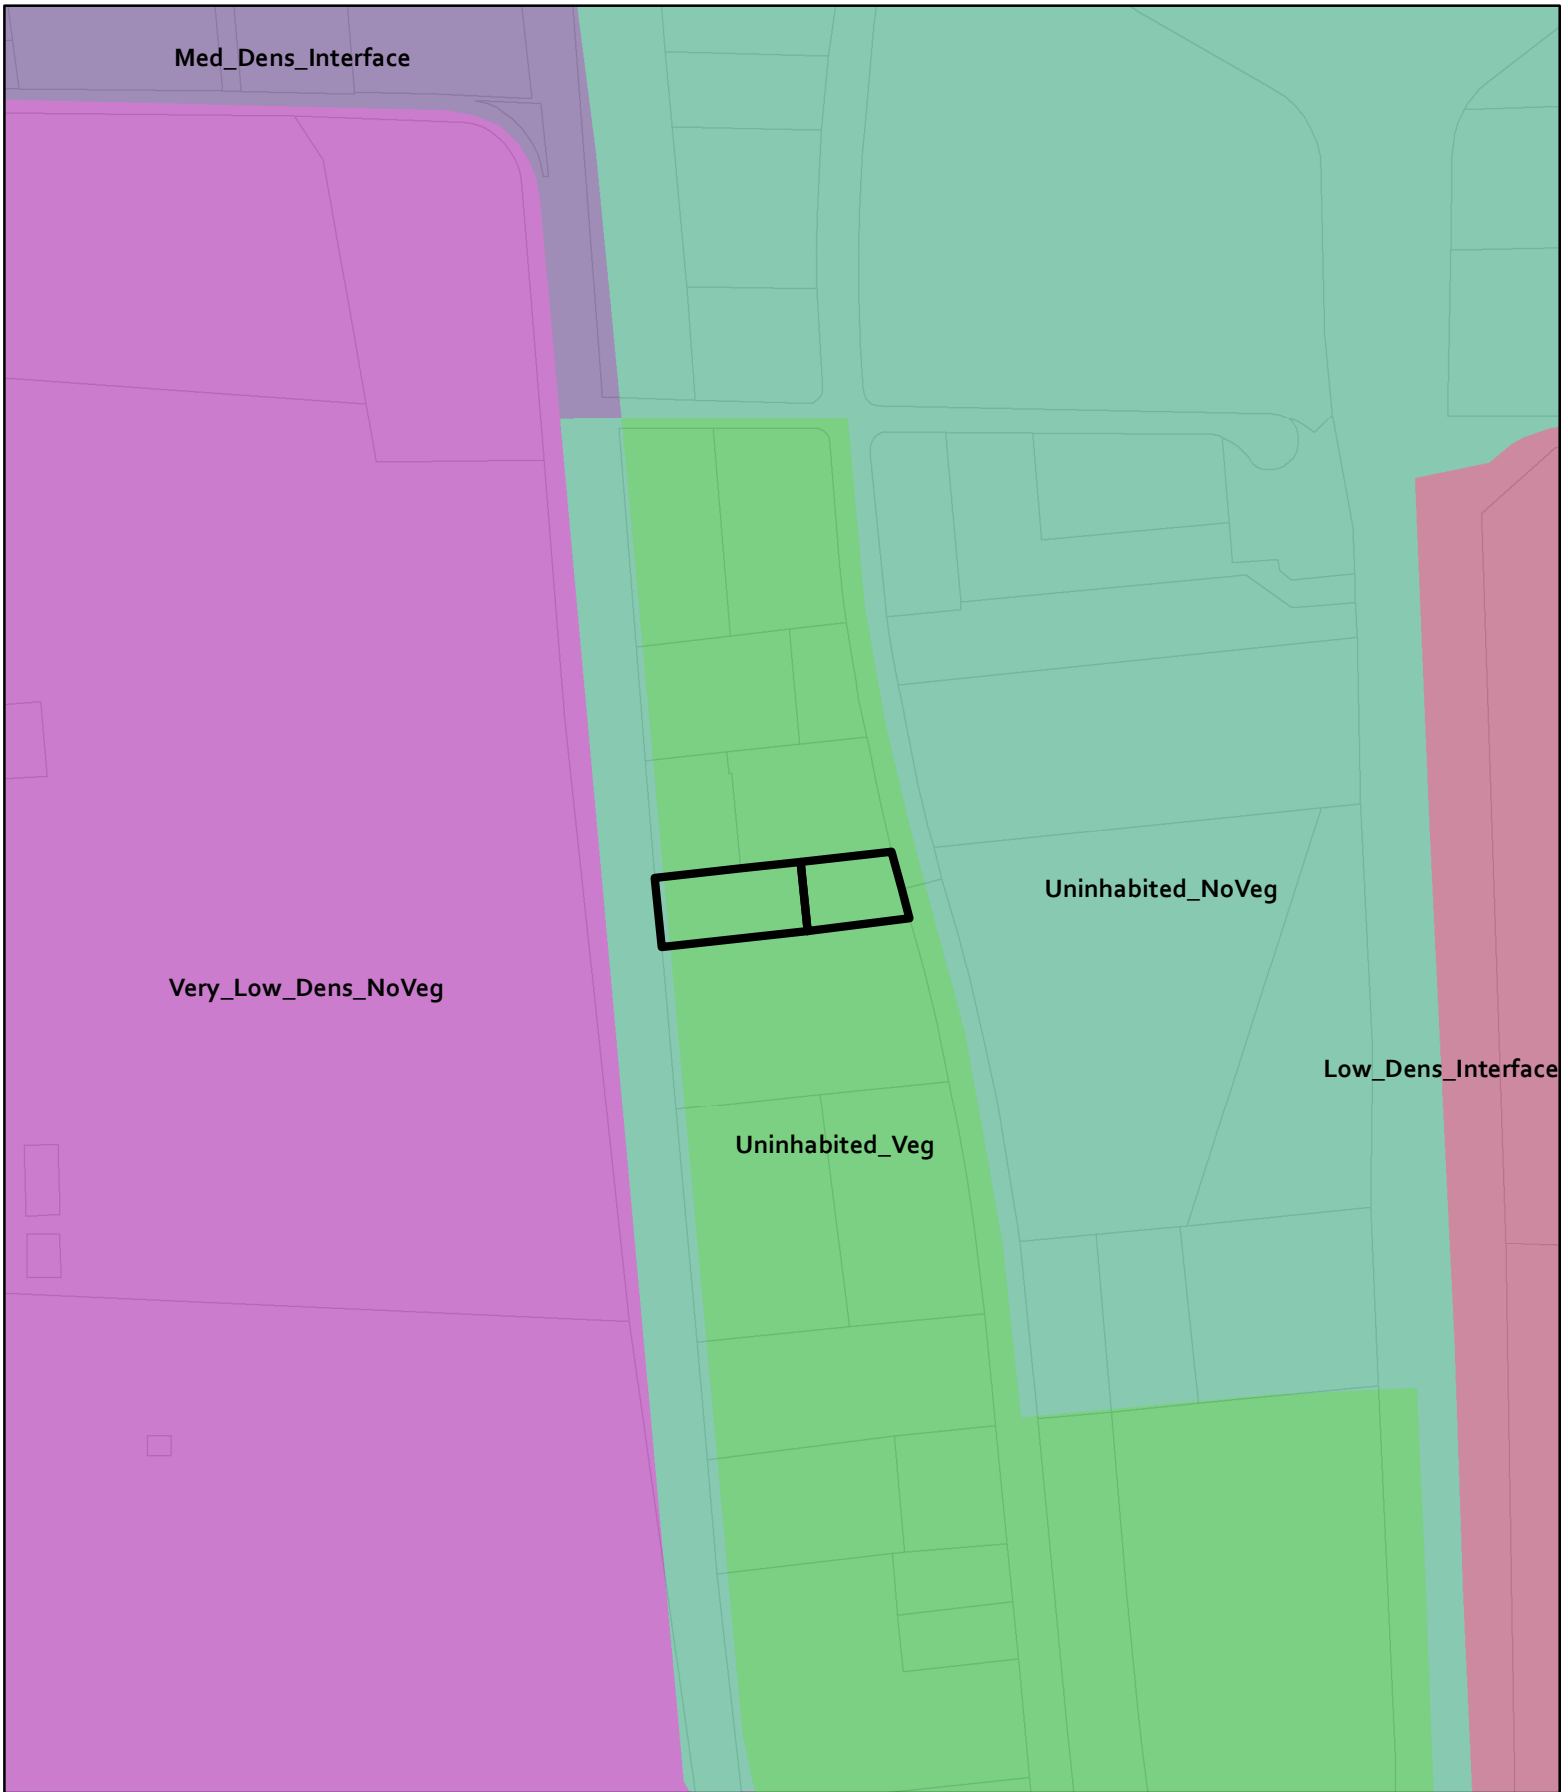 Med_Dens_Interface
Uninhabited_NoVeg
Very_Low_Dens_NoVeg
Low_Dens_Interface
Uninhabited_Veg